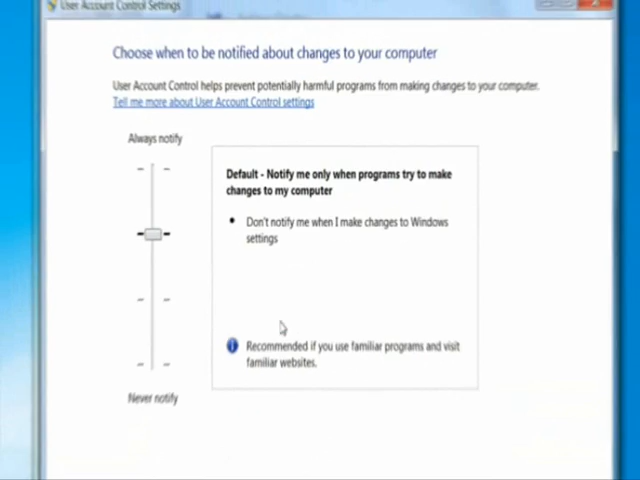 User Account Control Settings
Choose when to be notified about changes to your computer
User Account Control helps prevent potentially harmful programs from making changes to your computer.
Tell me more about User Account Control settings
Always notify
Default - Notify me only when programs try to make
changes to my computer
Don't notify me when I make changes to Windows
settings
Recommended if you use familiar programs and visit
familiar websites.
Never notify